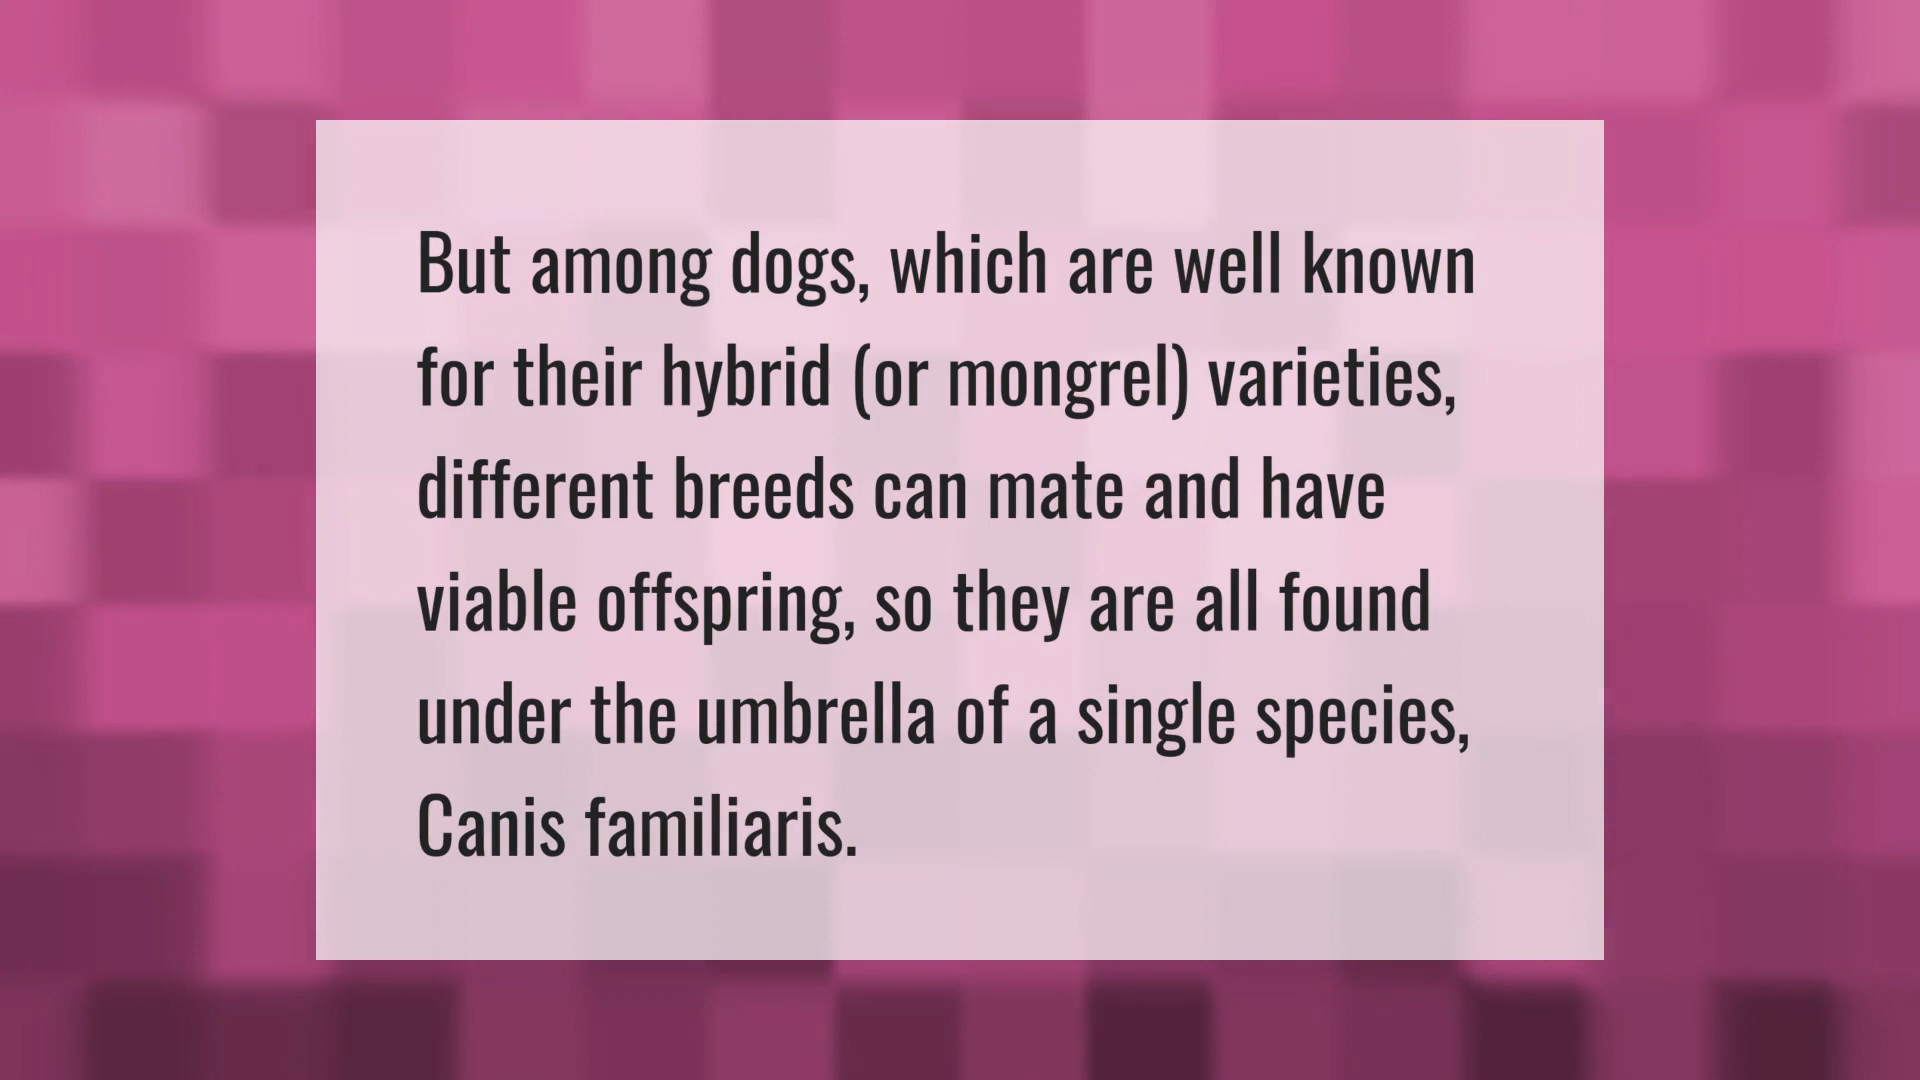 But among dogs, which are well known
for their hybrid (or mongrel) varieties,
different breeds can mate and have
viable offspring, so they are all found
under the umbrella of a single species,
Canis familiaris.